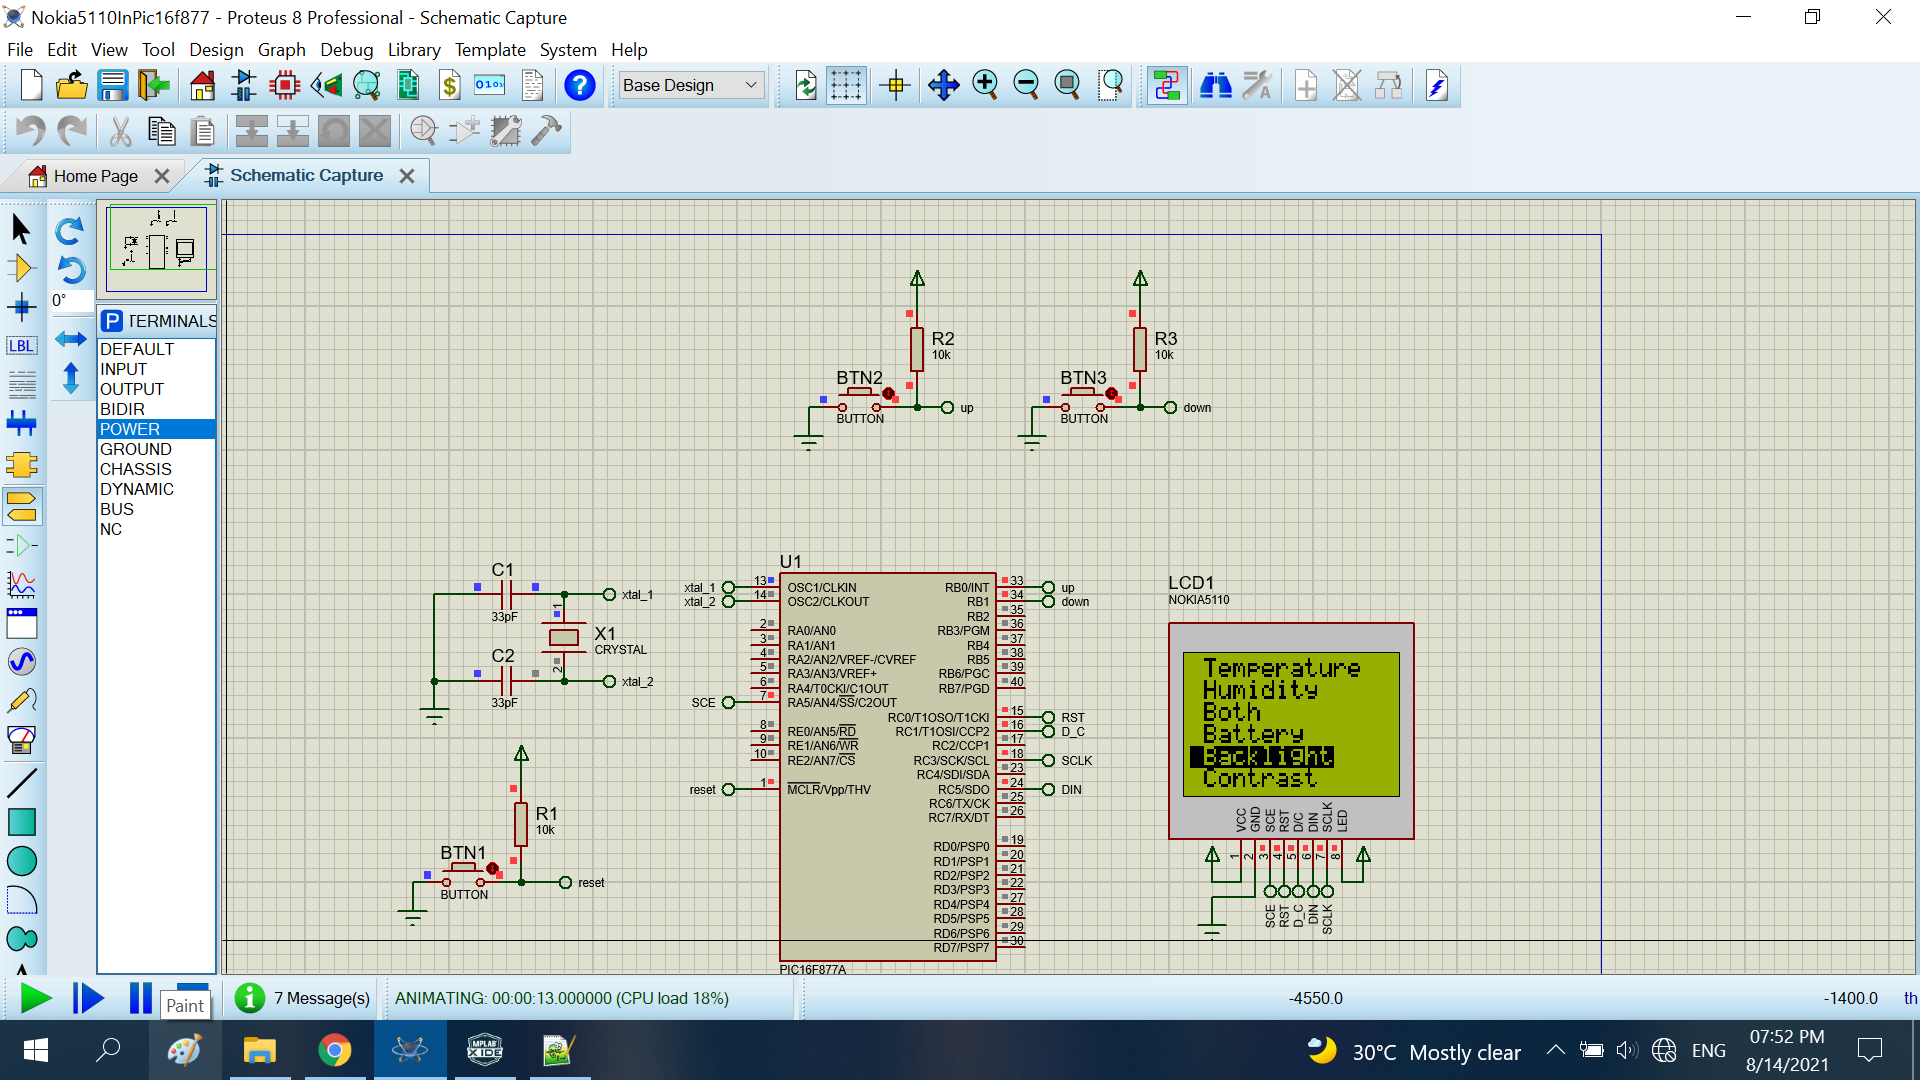 Nokia5110InPic16f877 - Proteus 8 Professional - Schematic Capture
File Edit View Tool Design Graph Debug Library Template System Help
Base Design
Home Page
Schematic Capture
0°
P TERMINALS
LBL
DEFAULT
INPUT
OUTPUT
BIDIR
POWER
GROUND
CHASSIS
DYNAMIC
BUS
NC
R2
10k
BTN2
BUTTON
up
R3
10k
BTN3
BUTTON
down
C1
33pF
xtal_1
X1
CRYSTAL
1
2
C2
33pF
xtal_2
R1
10k
BTN1
BUTTON
reset
U1
xtal_1 13 OSC1/CLKIN
xtal_2 14 OSC2/CLKOUT
2 RA0/AN0
3 RA1/AN1
4 RA2/AN2/VREF-/CVREF
5 RA3/AN3/VREF+
6 RA4/T0CKI/C1OUT
SCE 7 RA5/AN4/SS/C2OUT
8 RE0/AN5/RD
9 RE1/AN6/WR
10 RE2/AN7/CS
reset 1 MCLR/Vpp/THV
RB0/INT 33 up
RB1 34 down
RB2 35
RB3/PGM 36
RB4 37
RB5 38
RB6/PGC 39
RB7/PGD 40
RC0/T1OSO/T1CKI 15 RST
RC1/T1OSI/CCP2 16 D_C
RC2/CCP1 17
RC3/SCK/SCL 18 SCLK
RC4/SDI/SDA 23
RC5/SDO 24 DIN
RC6/TX/CK 25
RC7/RX/DT 26
RD0/PSP0 19
RD1/PSP1 20
RD2/PSP2 21
RD3/PSP3 22
RD4/PSP4 27
RD5/PSP5 28
RD6/PSP6 29
RD7/PSP7 30
PIC16F877A
LCD1
NOKIA5110
Temperature
Humidity
Both
Battery
Backlight
Contrast
VCC GND SCE RST D/C DIN SCLK LED
1 2 3 4 5 6 7 8
SCE RST D_C DIN SCLK
Paint
7 Message(s)
ANIMATING: 00:00:13.000000 (CPU load 18%)
-4550.0
-1400.0
th
MPLAB
X IDE
30°C Mostly clear
ENG
07:52 PM
8/14/2021